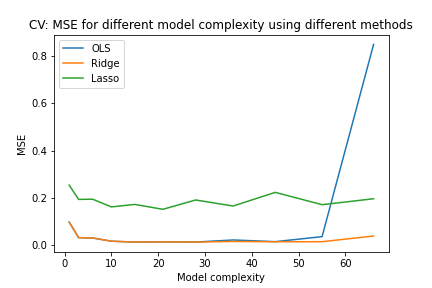 CV: MSE for different model complexity using different methods
OLS
Ridge
Lasso
0.8
0.6
0.4
0.2
0.0
MSE
0 10 20 30 40 50 60
Model complexity